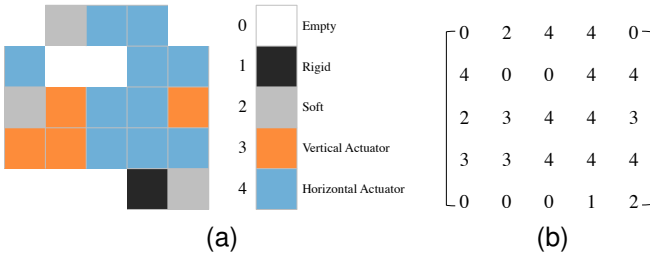 0 Empty
1 Rigid
2 Soft
3 Vertical Actuator
4 Horizontal Actuator
(a)
0 2 4 4 0
4 0 0 4 4
2 3 4 4 3
3 3 4 4 4
0 0 0 1 2
(b)